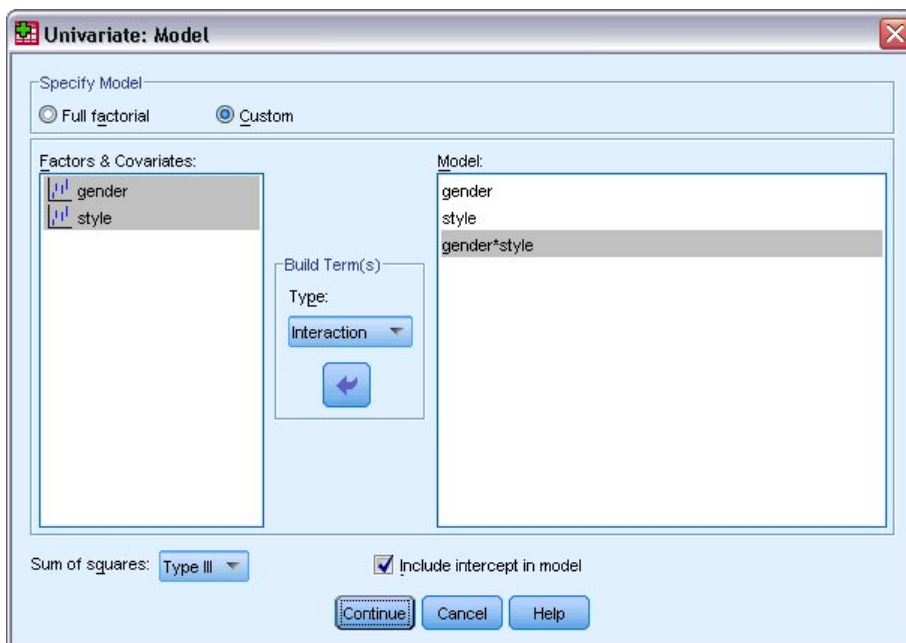 Univariate: Model
Specify Model
Full factorial
Custom
Factors & Covariates:
gender
style
Build Term(s)
Type:
Interaction
Model:
gender
style
gender*style
Sum of squares: Type III
Include intercept in model
Continue Cancel Help